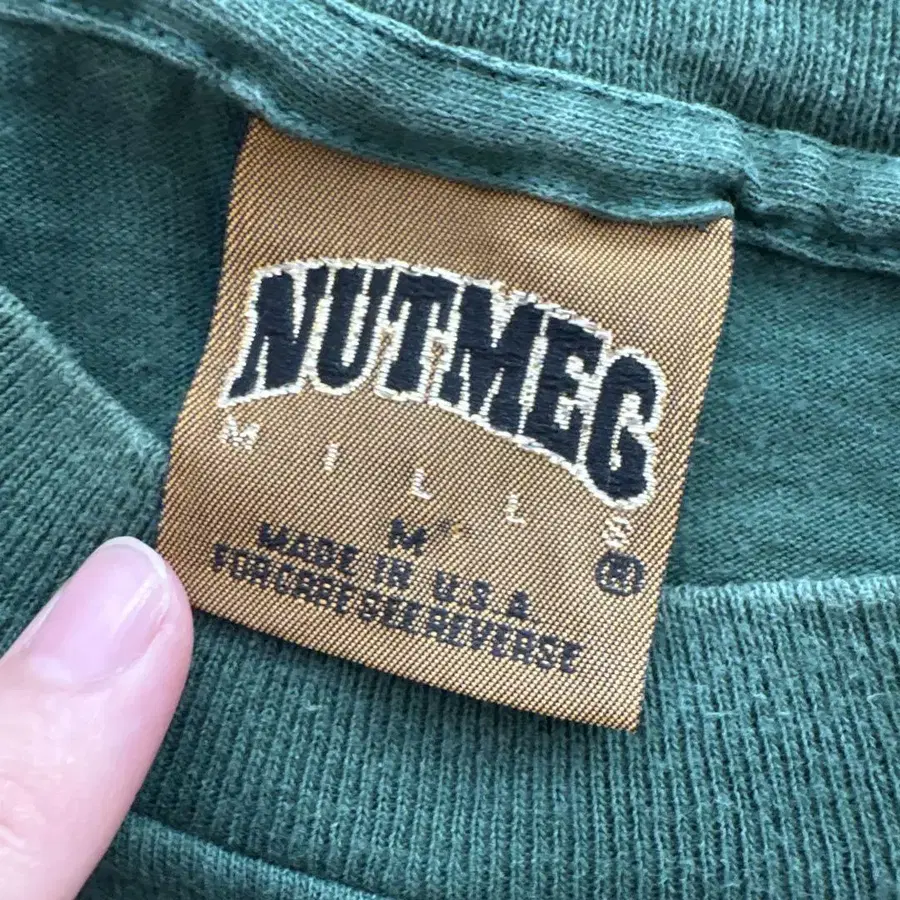 NUTMEG
MILLS
M
MADE IN U.S.A.
FOR CARE SEE REVERSE